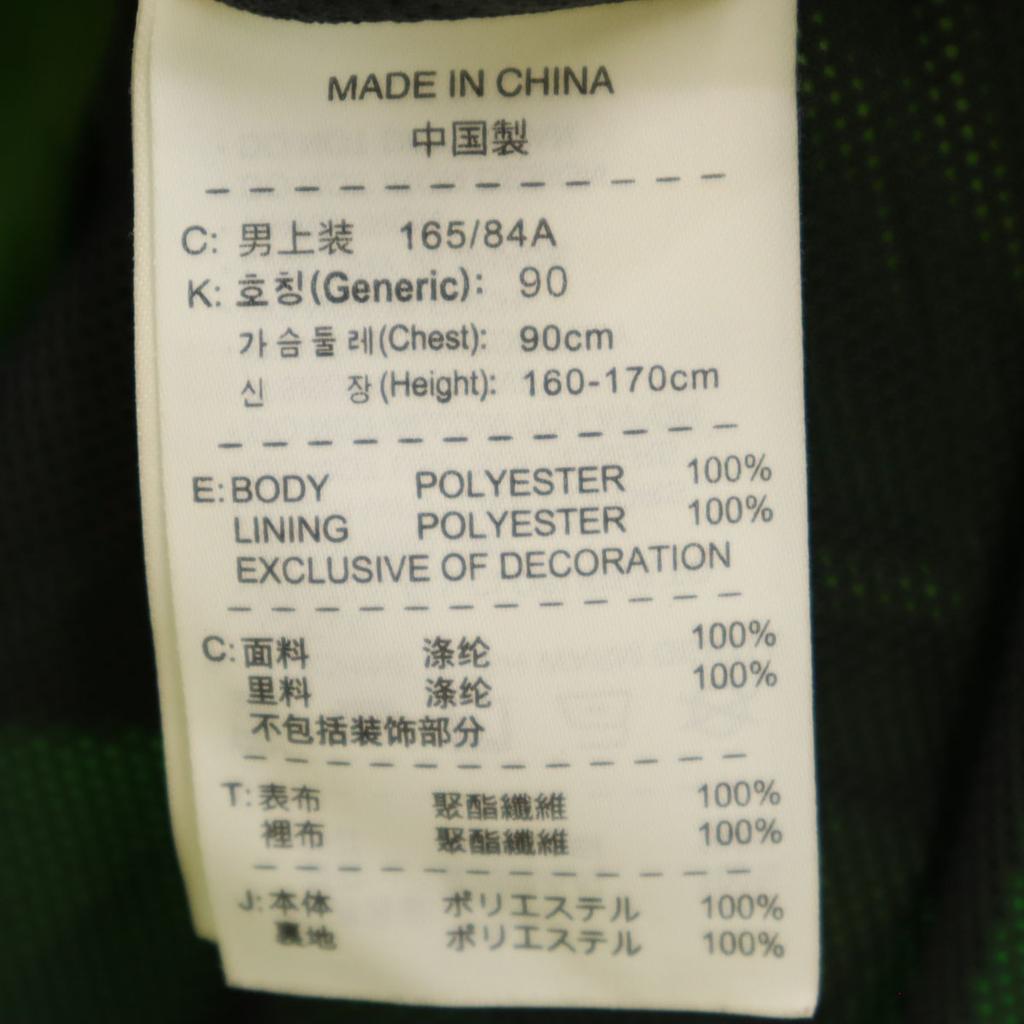 MADE IN CHINA
中国製
C: 男上装 165/84A
K: 호칭(Generic): 90
가슴둘레(Chest): 90cm
신 장(Height): 160-170cm
E: BODY POLYESTER 100%
LINING POLYESTER 100%
EXCLUSIVE OF DECORATION
C: 面料 涤纶 100%
里料 涤纶 100%
不包括装饰部分
T: 表布 聚酯纖維 100%
裡布 聚酯纖維 100%
J: 本体 ポリエステル 100%
裏地 ポリエステル 100%